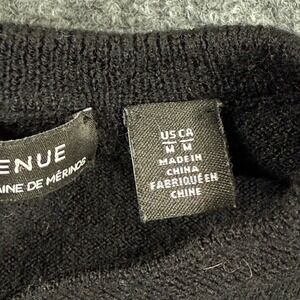 ENUE
AINE DE MÉRINOS
US CA
M M
MADE IN
CHINA
FABRIQUÉ EN
CHINE